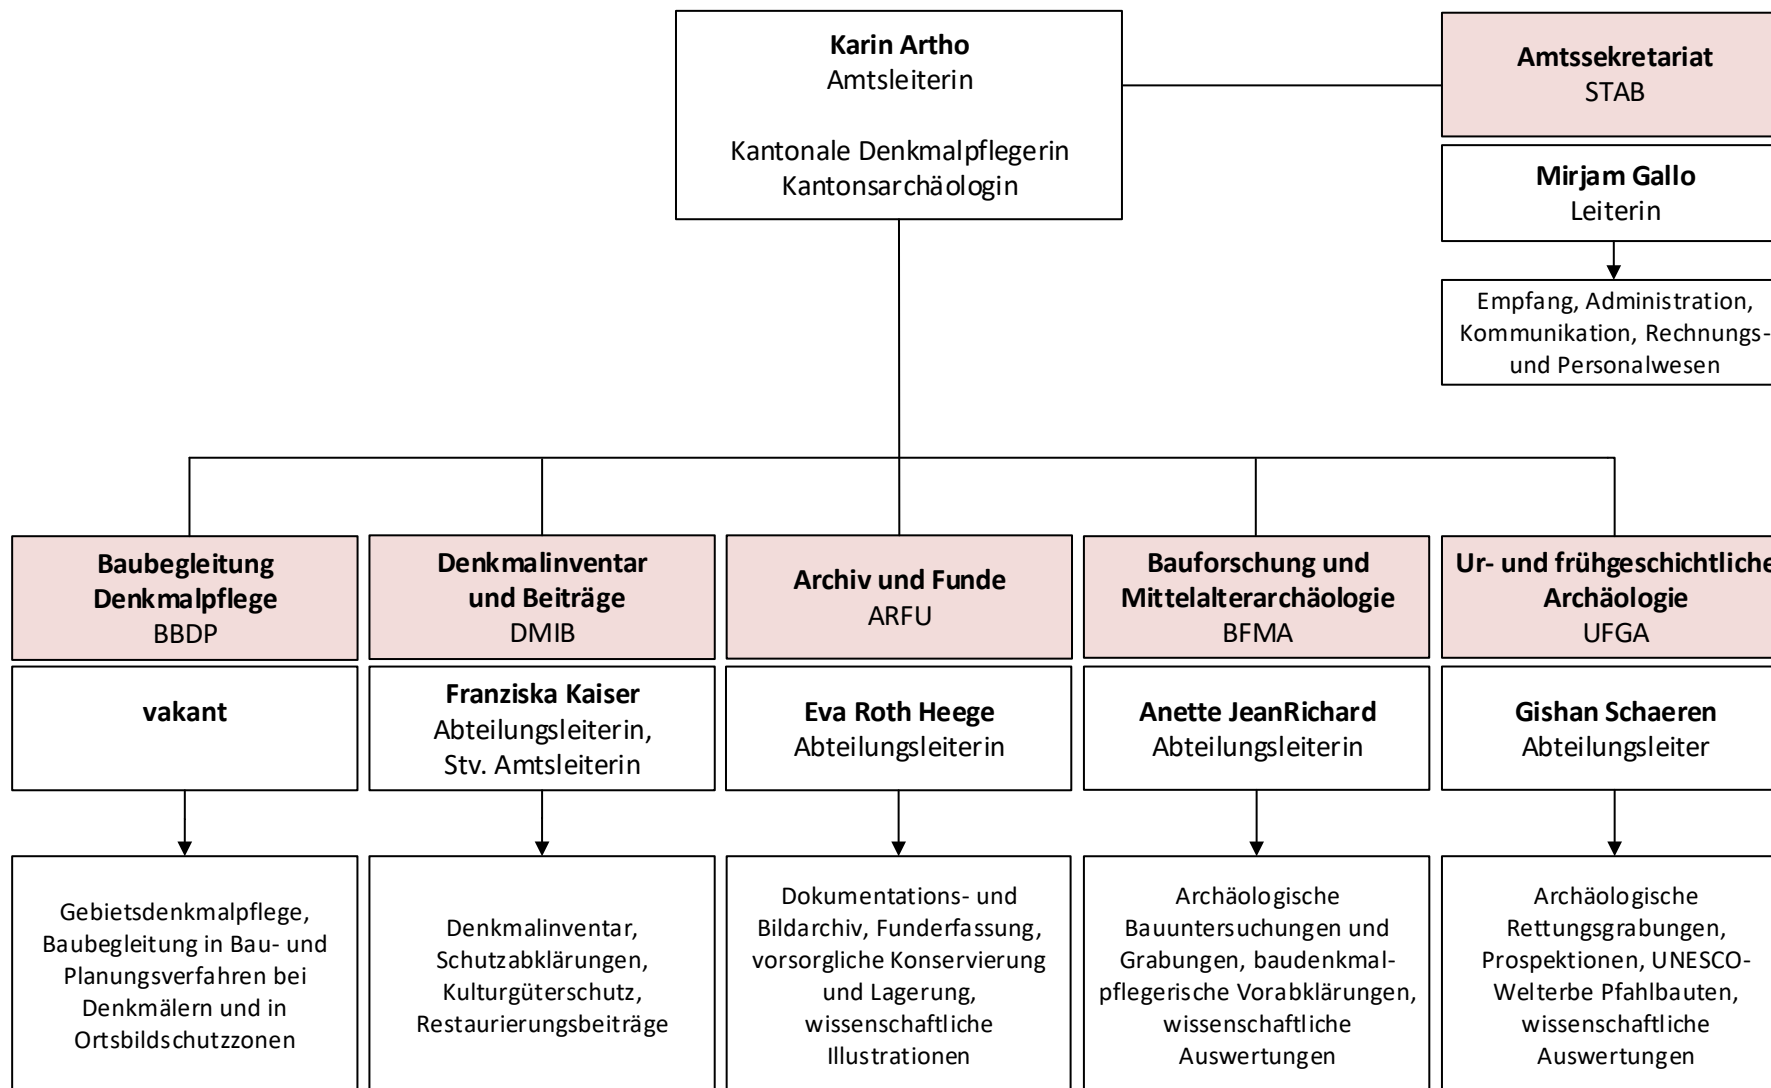 Karin Artho
Amtsleiterin
Kantonale Denkmalpflegerin
Kantonsarchäologin
Amtssekretariat
STAB
Mirjam Gallo
Leiterin
Empfang, Administration,
Kommunikation, Rechnungs-
und Personalwesen
Baubegleitung
Denkmalpflege
BBDP
vakant
Gebietsdenkmalpflege,
Baubegleitung in Bau- und
Planungsverfahren bei
Denkmälern und in
Ortsbildschutzzonen
Denkmalinventar
und Beiträge
DMIB
Franziska Kaiser
Abteilungsleiterin,
Stv. Amtsleiterin
Denkmalinventar,
Schutzabklärungen,
Kulturgüterschutz,
Restaurierungsbeiträge
Archiv und Funde
ARFU
Eva Roth Heege
Abteilungsleiterin
Dokumentations- und
Bildarchiv, Funderfassung,
vorsorgliche Konservierung
und Lagerung,
wissenschaftliche
Illustrationen
Bauforschung und
Mittelalterarchäologie
BFMA
Anette JeanRichard
Abteilungsleiterin
Archäologische
Bauuntersuchungen und
Grabungen, baudenkmal-
pflegerische Vorabklärungen,
wissenschaftliche
Auswertungen
Ur- und frühgeschichtliche
Archäologie
UFGA
Gishan Schaeren
Abteilungsleiter
Archäologische
Rettungsgrabungen,
Prospektionen, UNESCO-
Welterbe Pfahlbauten,
wissenschaftliche
Auswertungen